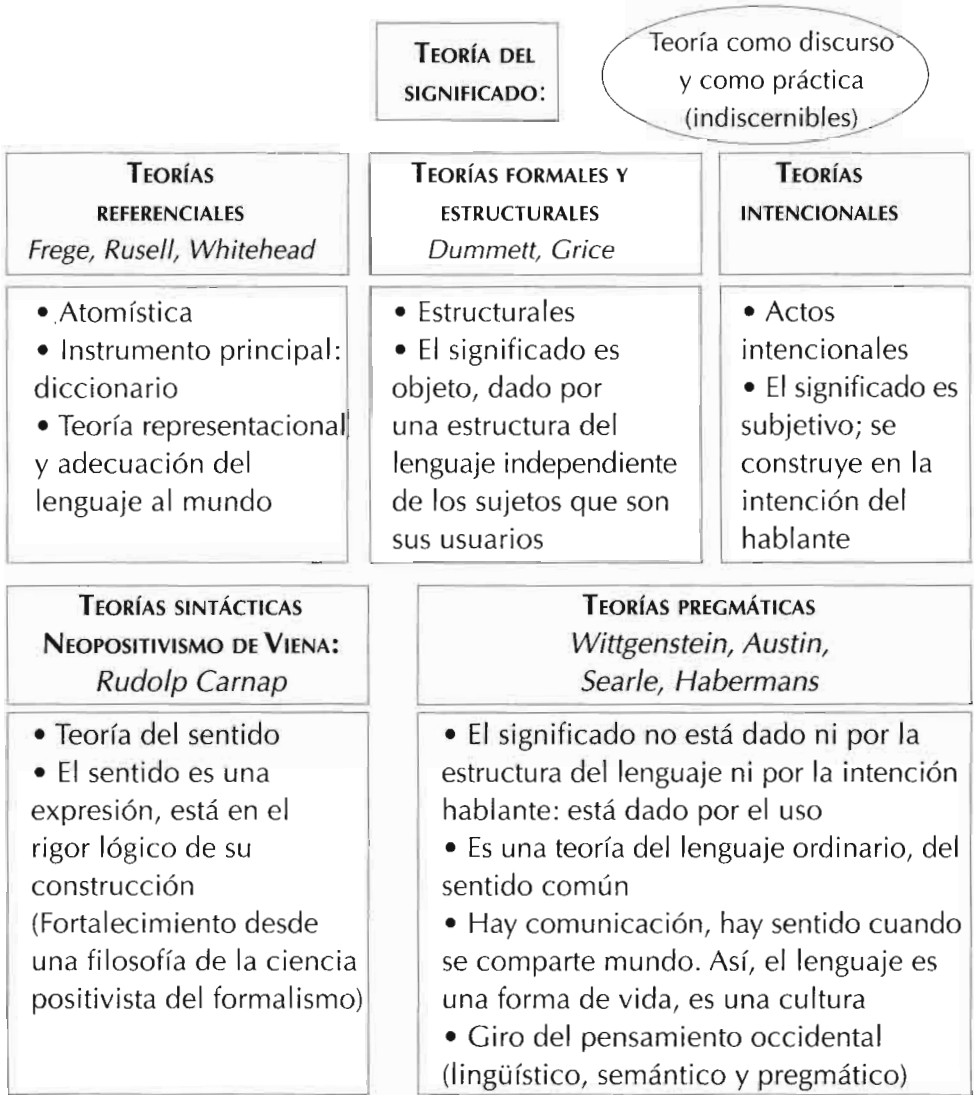 TEORÍA DEL
SIGNIFICADO:
Teoría como discurso
y como práctica
(indiscernibles)
TEORÍAS
REFERENCIALES
Frege, Rusell, Whitehead
• Atomística
• Instrumento principal:
diccionario
• Teoría representacional
y adecuación del
lenguaje al mundo
TEORÍAS FORMALES Y
ESTRUCTURALES
Dummett, Grice
• Estructurales
• El significado es
objeto, dado por
una estructura del
lenguaje independiente
de los sujetos que son
sus usuarios
TEORÍAS
INTENCIONALES
• Actos
intencionales
• El significado es
subjetivo; se
construye en la
intención del
hablante
TEORÍAS SINTÁCTICAS
NEOPOSITIVISMO DE VIENA:
Rudolp Carnap
• Teoría del sentido
• El sentido es una
expresión, está en el
rigor lógico de su
construcción
(Fortalecimiento desde
una filosofía de la ciencia
positivista del formalismo)
TEORÍAS PREGMÁTICAS
Wittgenstein, Austin,
Searle, Habermans
• El significado no está dado ni por la
estructura del lenguaje ni por la intención
hablante: está dado por el uso
• Es una teoría del lenguaje ordinario, del
sentido común
• Hay comunicación, hay sentido cuando
se comparte mundo. Así, el lenguaje es
una forma de vida, es una cultura
• Giro del pensamiento occidental
(lingüístico, semántico y pregmático)